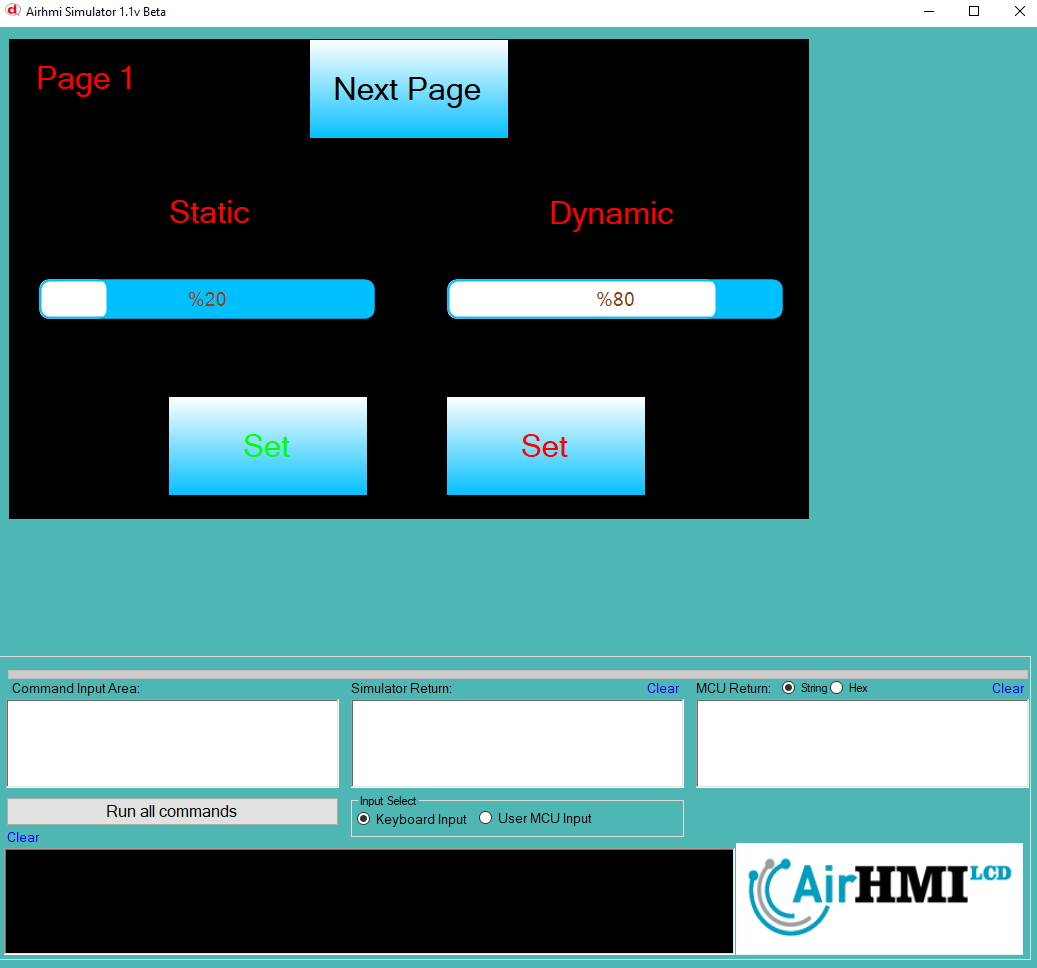 Airhmi Simulator 1.1v Beta
Page 1
Next Page
Static
Dynamic
%20
%80
Set
Set
Command Input Area:
Simulator Return:
Clear
MCU Return:
String
Hex
Clear
Run all commands
Input Select
Keyboard Input
User MCU Input
Clear
AirHMI LCD